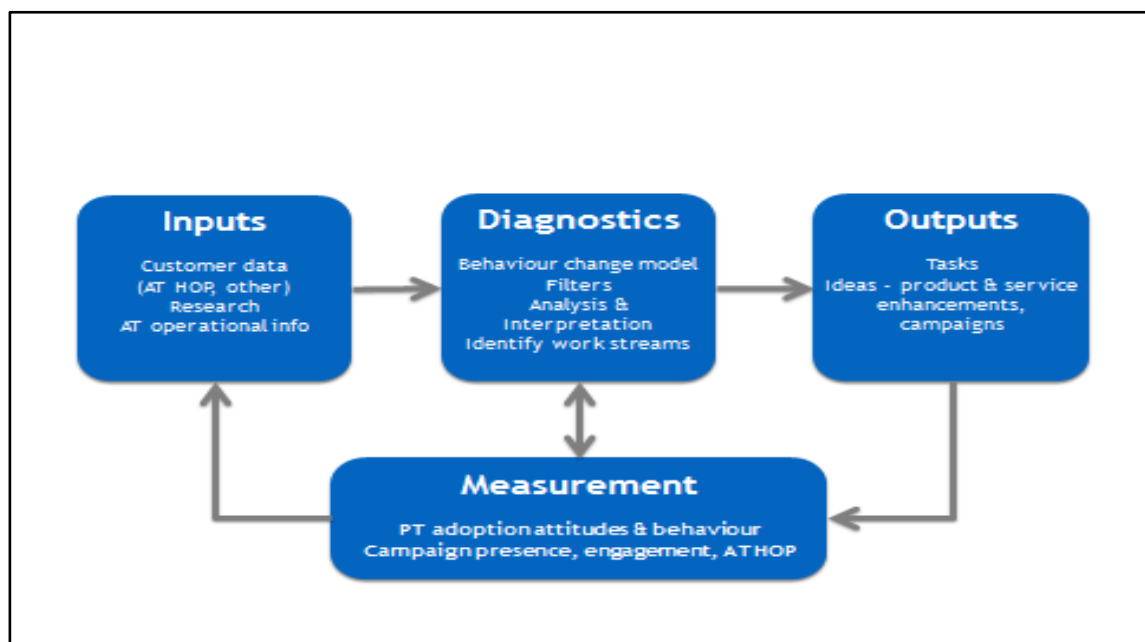 Inputs
Customer data
(AT HOP, other)
Research
AT operational info
Diagnostics
Behaviour change model
Filters
Analysis &
Interpretation
Identify work streams
Outputs
Tasks
Ideas - product & service
enhancements,
campaigns
Measurement
PT adoption attitudes & behaviour
Campaign presence, engagement, AT HOP